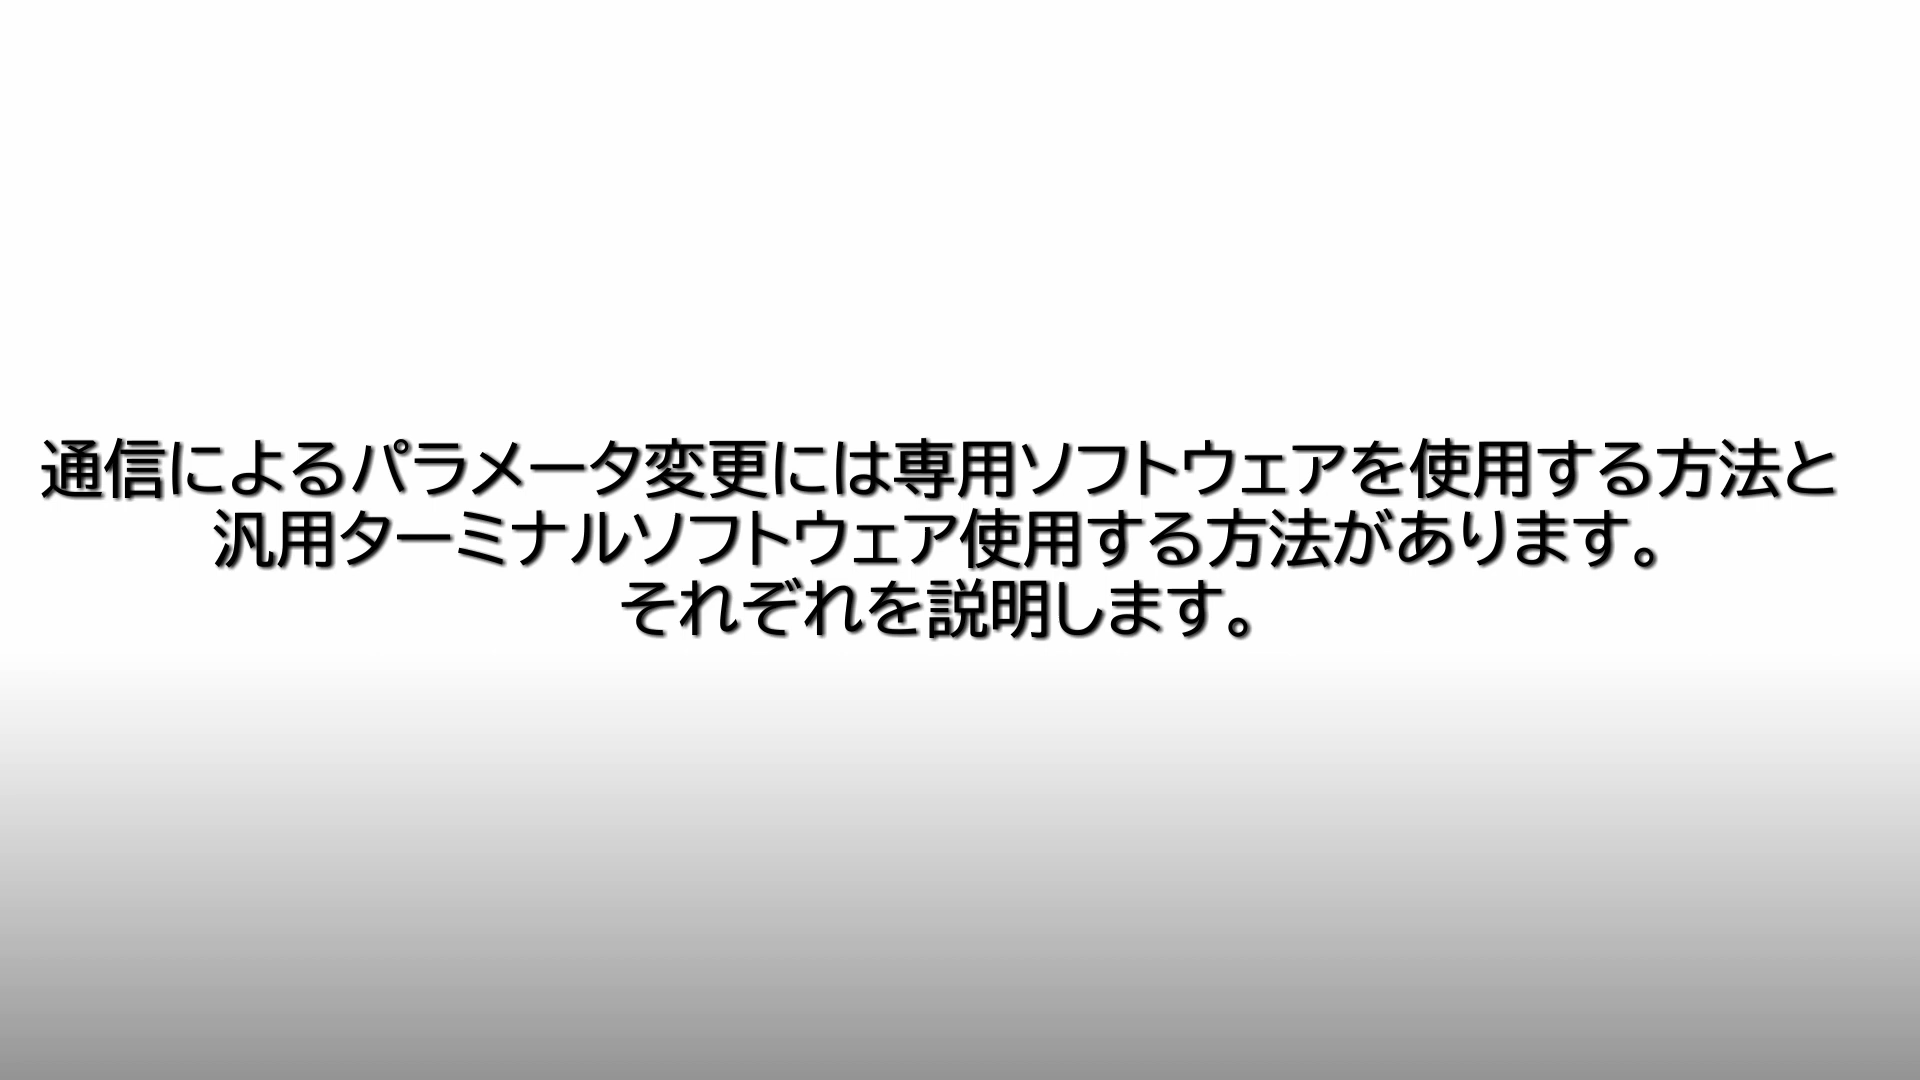 通信によるパラメータ変更には専用ソフトウェアを使用する方法と
汎用ターミナルソフトウェア使用する方法があります。
それぞれを説明します。